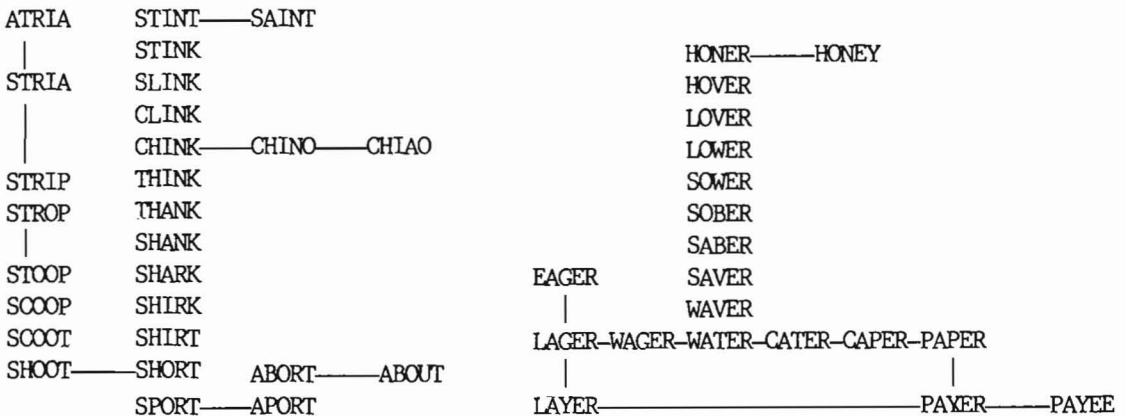 ATRIA STINT SAINT
STINK HONER HONEY
STRIA SLINK HOVER
CLINK LOVER
CHINK CHINO CHIAO LOWER
STRIP THINK SOWER
STROP THANK SOBER
SHANK SABER
STOOP SHARK EAGER SAVER
SCOOP SHIRK WAVER
SCOOT SHIRT LAGER-WAGER-WATER-CATER-CAPER-PAPER
SHOOT SHORT ABORT ABOUT
SPORT APORT LAYER PAYER PAYEE